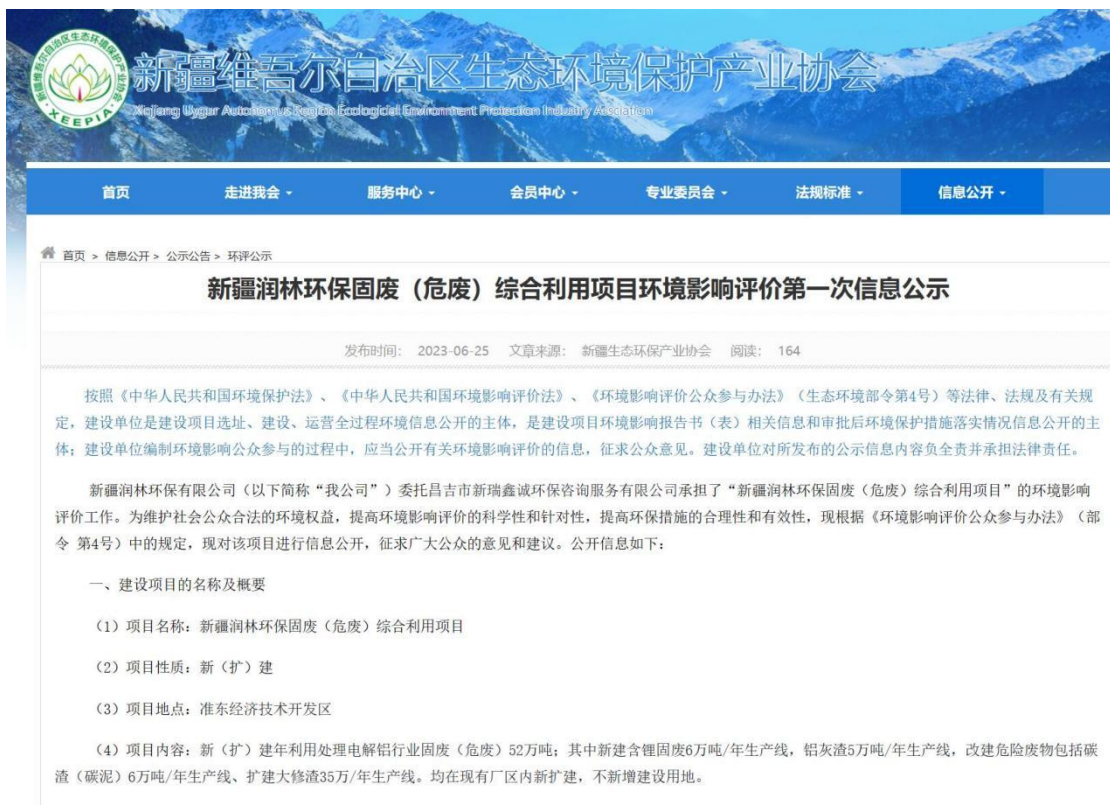 新疆维吾尔自治区生态环境保护产业协会
Xinjiang Uygur Autonomous Region Ecological Environment Protection Industry Association
新疆维吾尔自治区生态环境保护产业协会
XEEPIA
首页 走进我会 服务中心 会员中心 专业委员会 法规标准 信息公开
首页 > 信息公开 > 公示公告 > 环评公示
新疆润林环保固废（危废）综合利用项目环境影响评价第一次信息公示
发布时间： 2023-06-25 文章来源： 新疆生态环保产业协会 阅读： 164
按照《中华人民共和国环境保护法》、《中华人民共和国环境影响评价法》、《环境影响评价公众参与办法》（生态环境部令第4号）等法律、法规及有关规
定，建设单位是建设项目选址、建设、运营全过程环境信息公开的主体，是建设项目环境影响报告书（表）相关信息和审批后环境保护措施落实情况信息公开的主
体；建设单位编制环境影响公众参与的过程中，应当公开有关环境影响评价的信息，征求公众意见。建设单位对所发布的公示信息内容负全责并承担法律责任。
新疆润林环保有限公司（以下简称“我公司”）委托昌吉市新瑞鑫诚环保咨询服务有限公司承担了“新疆润林环保固废（危废）综合利用项目”的环境影响
评价工作。为维护社会公众合法的环境权益，提高环境影响评价的科学性和针对性，提高环保措施的合理性和有效性，现根据《环境影响评价公众参与办法》（部
令 第4号）中的规定，现对该项目进行信息公开，征求广大公众的意见和建议。公开信息如下：
一、建设项目的名称及概要
（1）项目名称：新疆润林环保固废（危废）综合利用项目
（2）项目性质：新（扩）建
（3）项目地点：准东经济技术开发区
（4）项目内容：新（扩）建年利用处理电解铝行业固废（危废）52万吨；其中新建含锂固废6万吨/年生产线，铝灰渣5万吨/年生产线，改建危险废物包括碳
渣（碳泥）6万吨/年生产线、扩建大修渣35万/年生产线。均在现有厂区内新扩建，不新增建设用地。